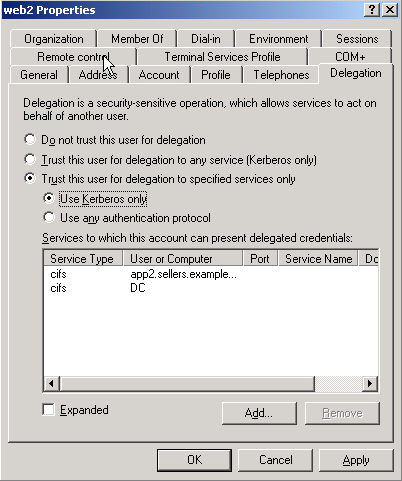 web2 Properties
Organization Member Of Dial-in Environment Sessions
Remote control Terminal Services Profile COM+
General Address Account Profile Telephones Delegation
Delegation is a security-sensitive operation, which allows services to act on
behalf of another user.
Do not trust this user for delegation
Trust this user for delegation to any service (Kerberos only)
Trust this user for delegation to specified services only
Use Kerberos only
Use any authentication protocol
Services to which this account can present delegated credentials:
Service Type User or Computer Port Service Name Do
cifs app2.sellers.example...
cifs DC
Expanded Add... Remove
OK Cancel Apply